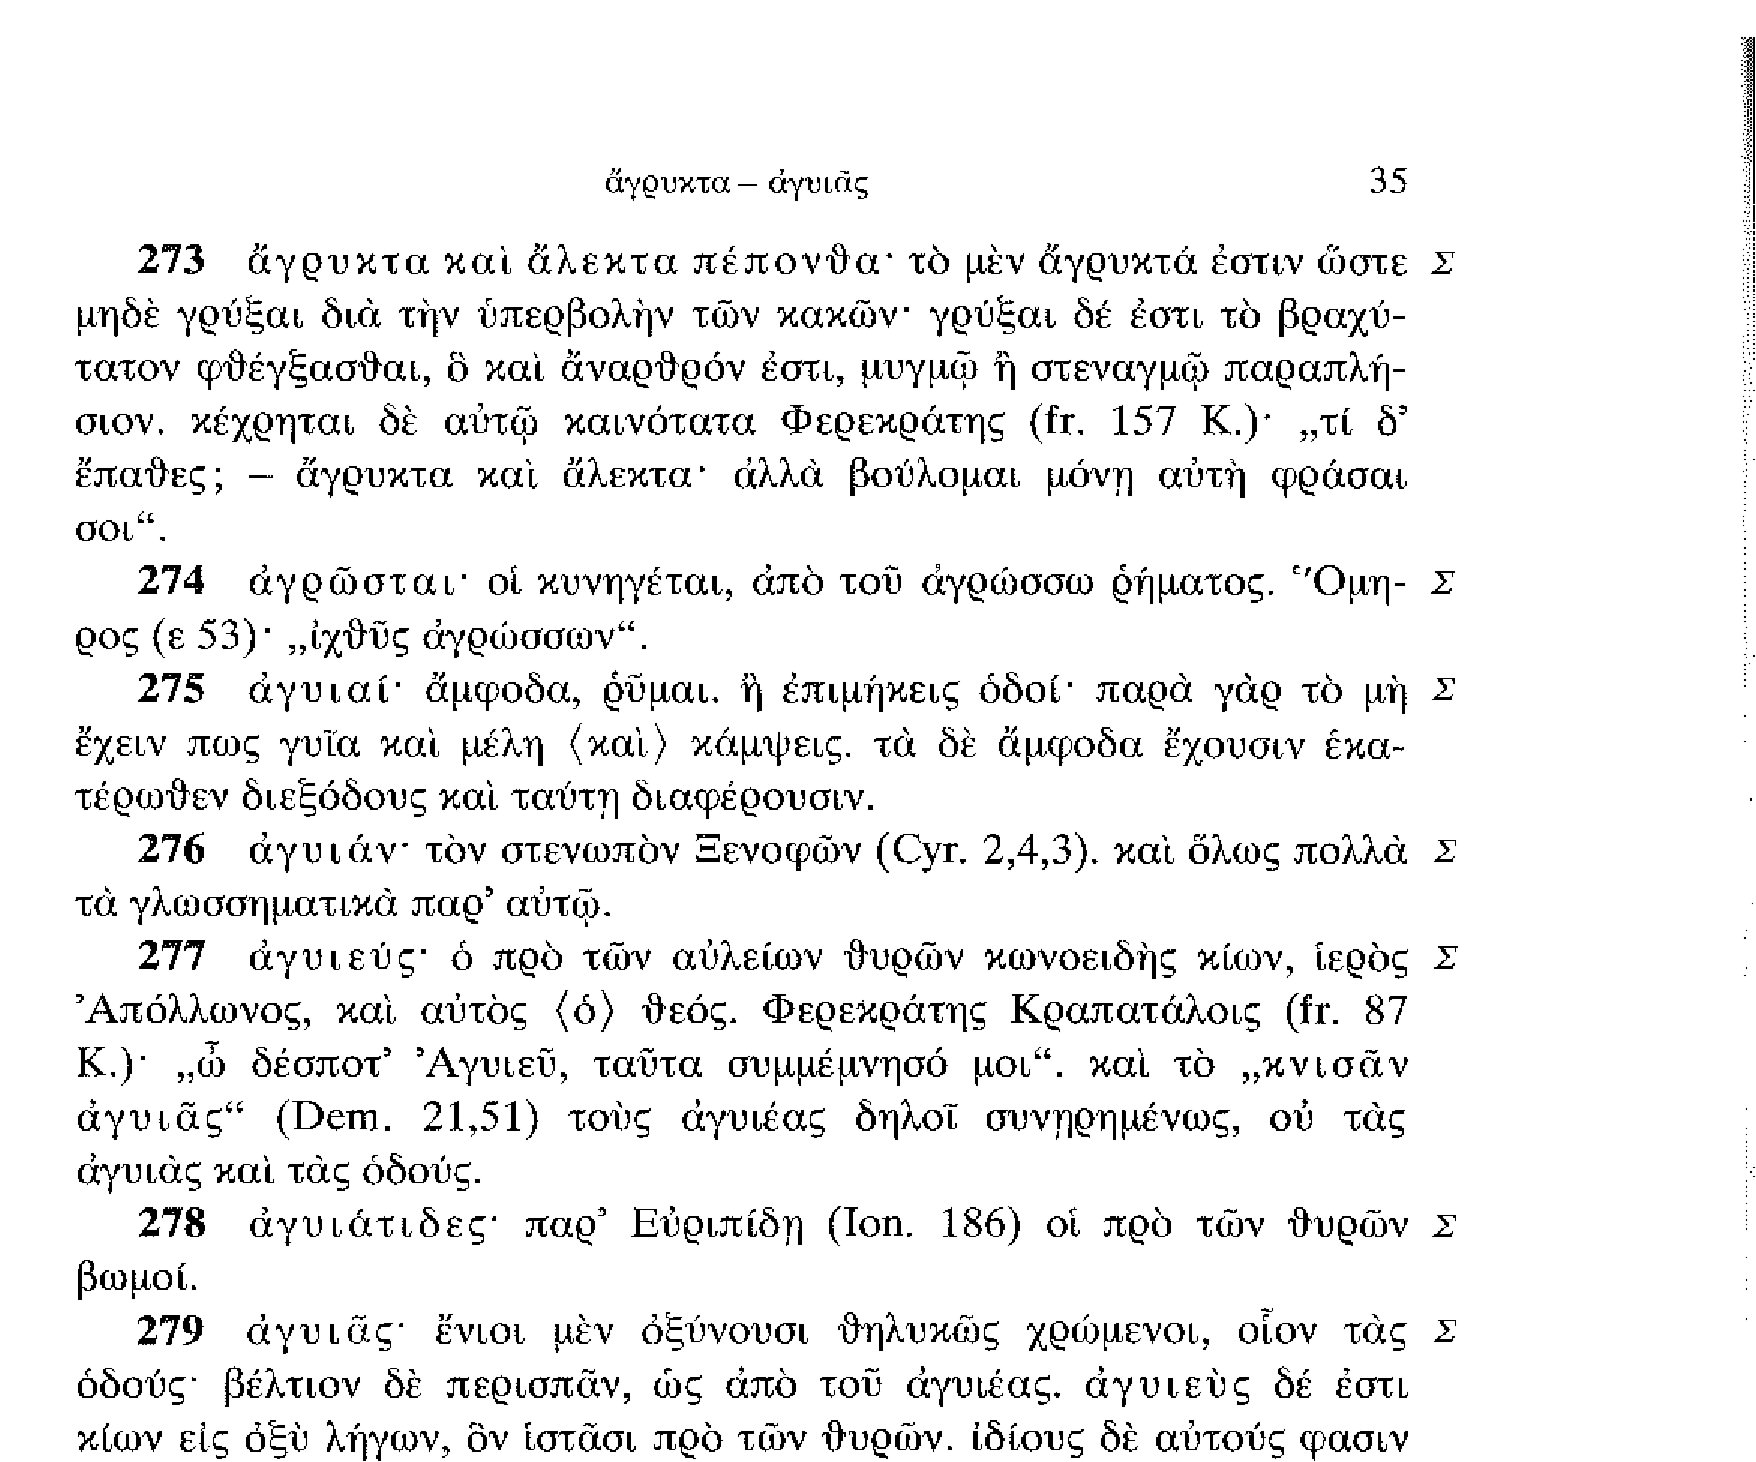 ἄγρυκτα – ἀγυιᾶς 35
273 ἄγρυκτα καὶ ἄλεκτα πέπονθα· τὸ μὲν ἄγρυκτά ἐστιν ὥστε Σ
μηδὲ γρύξαι διὰ τὴν ὑπερβολὴν τῶν κακῶν· γρύξαι δέ ἐστι τὸ βραχύ-
τατον φθέγξασθαι, ὃ καὶ ἄναρθρόν ἐστι, μυγμῷ ἢ στεναγμῷ παραπλή-
σιον. κέχρηται δὲ αὐτῷ καινότατα Φερεκράτης (fr. 157 K.)· „τί δ’
ἔπαθες; – ἄγρυκτα καὶ ἄλεκτα· ἀλλὰ βούλομαι μόνῃ αὐτὴ φράσαι
σοι“.
274 ἀγρῶσται· οἱ κυνηγέται, ἀπὸ τοῦ ἀγρώσσω ῥήματος. Ὅμη- Σ
ρος (ε 53)· „ἰχθῦς ἀγρώσσων“.
275 ἀγυιαί· ἄμφοδα, ῥῦμαι. ἢ ἐπιμήκεις ὁδοί· παρὰ γὰρ τὸ μὴ Σ
ἔχειν πως γυῖα καὶ μέλη ⟨καὶ⟩ κάμψεις. τὰ δὲ ἄμφοδα ἔχουσιν ἑκα-
τέρωθεν διεξόδους καὶ ταύτῃ διαφέρουσιν.
276 ἀγυιάν· τὸν στενωπὸν Ξενοφῶν (Cyr. 2,4,3). καὶ ὅλως πολλὰ Σ
τὰ γλωσσηματικὰ παρ’ αὐτῷ.
277 ἀγυιεύς· ὁ πρὸ τῶν αὐλείων θυρῶν κωνοειδὴς κίων, ἱερὸς Σ
Ἀπόλλωνος, καὶ αὐτὸς ⟨ὁ⟩ θεός. Φερεκράτης Κραπατάλοις (fr. 87
K.)· „ὦ δέσποτ’ Ἀγυιεῦ, ταῦτα συμμέμνησό μοι“. καὶ τὸ „κνισᾶν
ἀγυιᾶς“ (Dem. 21,51) τοὺς ἀγυιέας δηλοῖ συνῃρημένως, οὐ τὰς
ἀγυιὰς καὶ τὰς ὁδούς.
278 ἀγυιάτιδες· παρ’ Εὐριπίδῃ (Ion. 186) οἱ πρὸ τῶν θυρῶν Σ
βωμοί.
279 ἀγυιᾶς· ἔνιοι μὲν ὀξύνουσι θηλυκῶς χρώμενοι, οἷον τὰς Σ
ὁδούς· βέλτιον δὲ περισπᾶν, ὡς ἀπὸ τοῦ ἀγυιέας. ἀγυιεὺς δέ ἐστι
κίων εἰς ὀξὺ λήγων, ὃν ἱστᾶσι πρὸ τῶν θυρῶν. ἰδίους δὲ αὐτούς φασιν